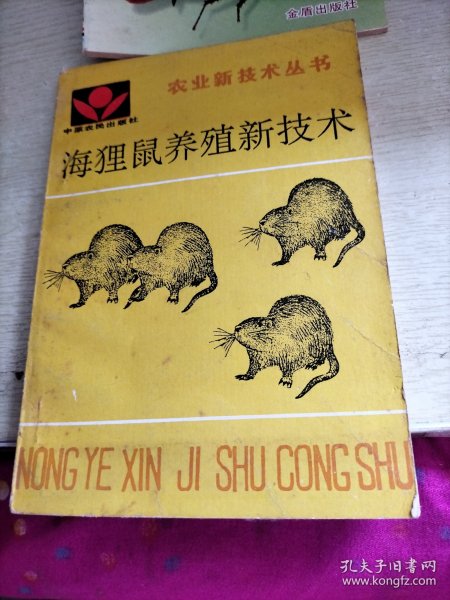 金盾出版社
农业新技术丛书
中原农民出版社
海狸鼠养殖新技术
NONG YE XIN JI SHU CONG SHU
孔夫子旧书网
www.kongfz.com